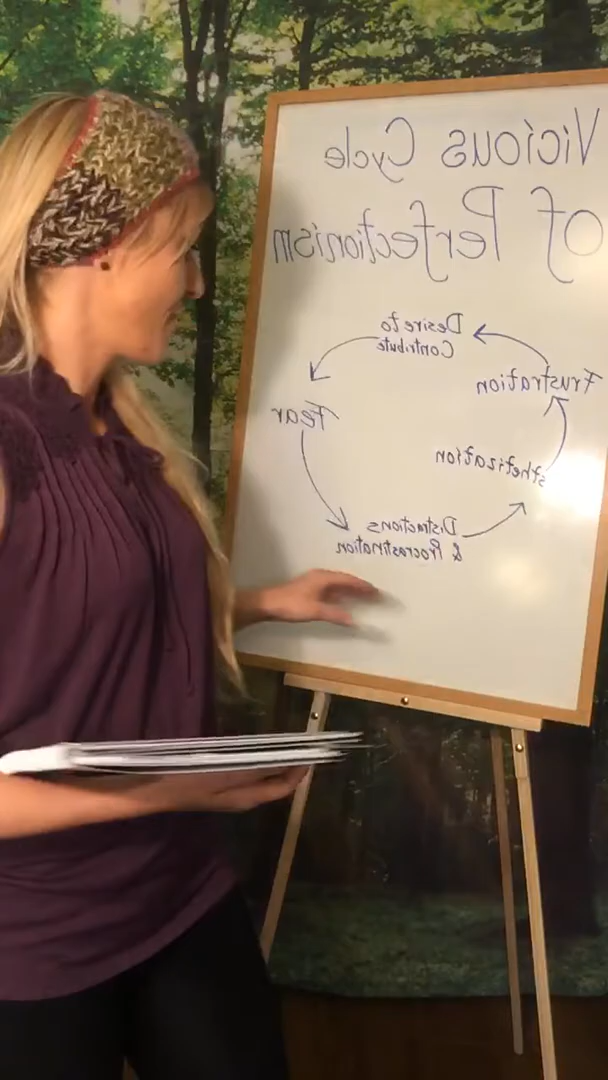 Vicious Cycle
of Perfectionism
Desire to
Contribute
Frustration
Fear
Distractions
& Procrastination